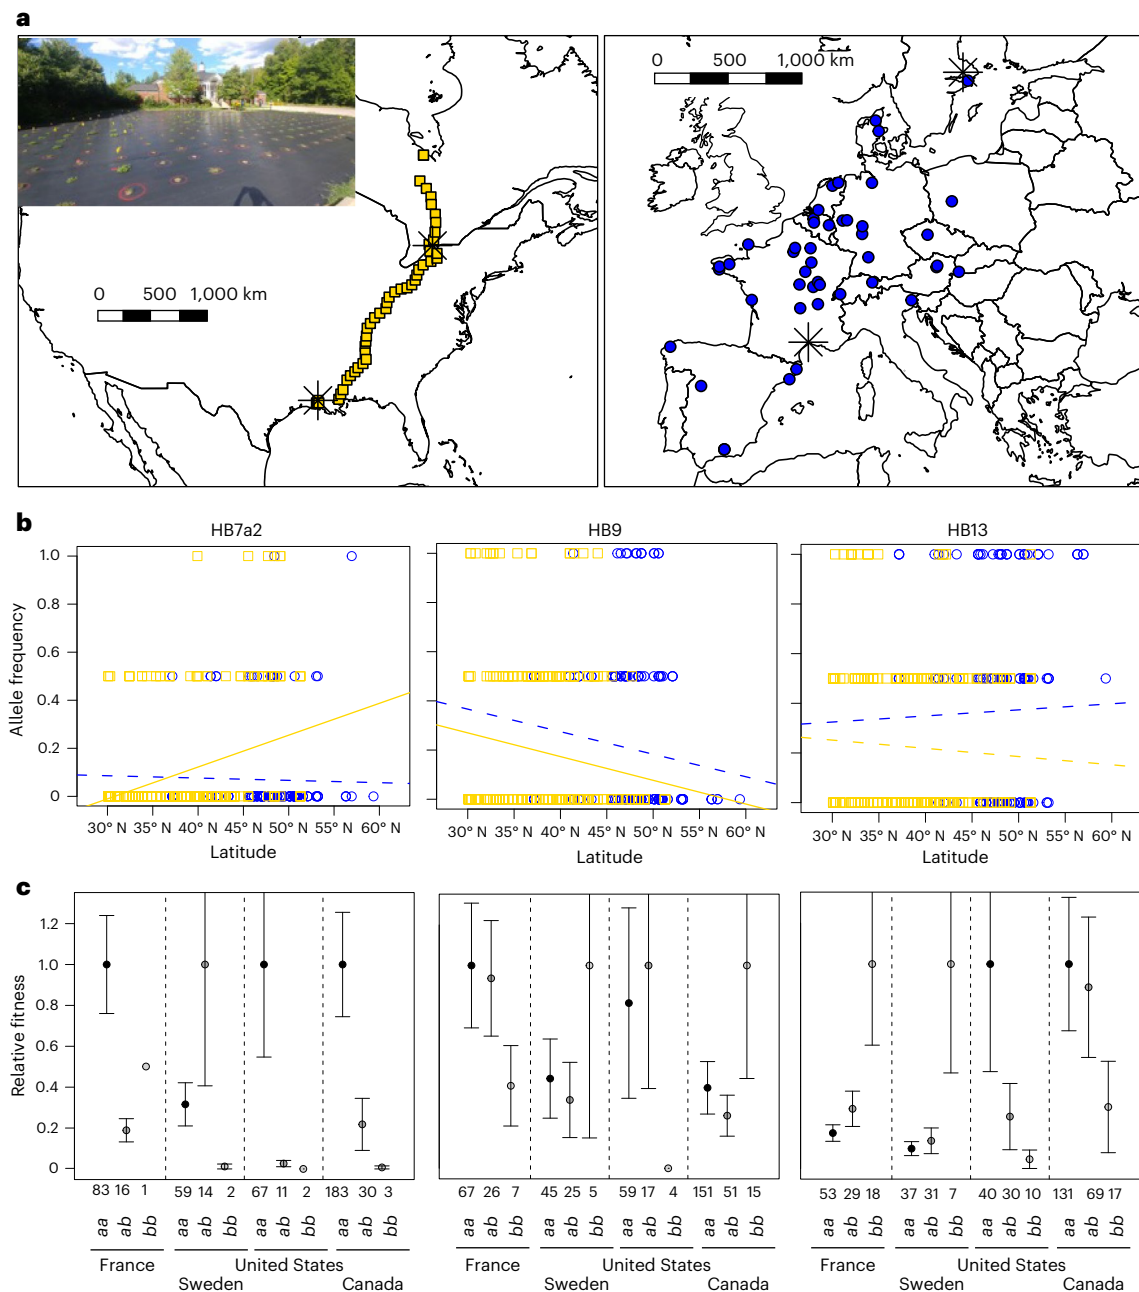 a
0 500 1,000 km
0 500 1,000 km
b
HB7a2 HB9 HB13
Allele frequency
1.0
0.8
0.6
0.4
0.2
0
30° N 35° N 40° N 45° N 50° N 55° N 60° N
30° N 35° N 40° N 45° N 50° N 55° N 60° N
30° N 35° N 40° N 45° N 50° N 55° N 60° N
Latitude Latitude Latitude
c
Relative fitness
1.2
1.0
0.8
0.6
0.4
0.2
0
83 16 1 59 14 2 67 11 2 183 30 3
67 26 7 45 25 5 59 17 4 151 51 15
53 29 18 37 31 7 40 30 10 131 69 17
aa ab bb aa ab bb aa ab bb aa ab bb
aa ab bb aa ab bb aa ab bb aa ab bb
aa ab bb aa ab bb aa ab bb aa ab bb
France United States France United States France United States
Sweden Canada Sweden Canada Sweden Canada